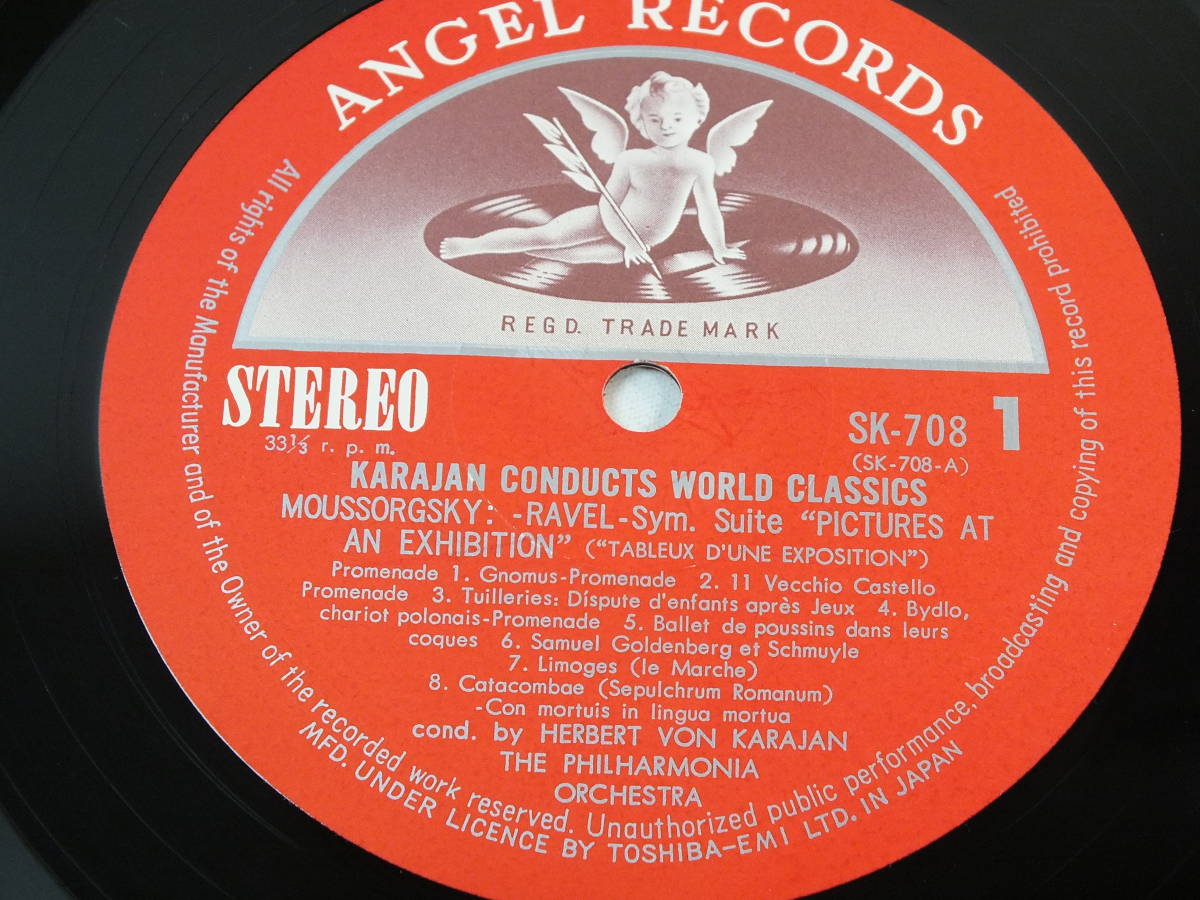 ANGEL RECORDS
REGD. TRADE MARK
STEREO
33⅓ r. p. m.
SK-708 1
(SK-708-A)
KARAJAN CONDUCTS WORLD CLASSICS
MOUSSORGSKY: -RAVEL-Sym. Suite “PICTURES AT
AN EXHIBITION” (“TABLEUX D'UNE EXPOSITION”)
Promenade 1. Gnomus-Promenade 2. 11 Vecchio Castello
Promenade 3. Tuilleries: Dispute d'enfants après Jeux 4. Bydlo,
chariot polonais-Promenade 5. Ballet de poussins dans leurs
coques 6. Samuel Goldenberg et Schmuyle
7. Limoges (le Marche)
8. Catacombae (Sepulchrum Romanum)
-Con mortuis in lingua mortua
cond. by HERBERT VON KARAJAN
THE PHILHARMONIA
ORCHESTRA
All rights of the Manufacturer and of the Owner of the recorded work reserved. Unauthorized public performance, broadcasting and copying of this record prohibited
MFD. UNDER LICENCE BY TOSHIBA-EMI LTD. IN JAPAN